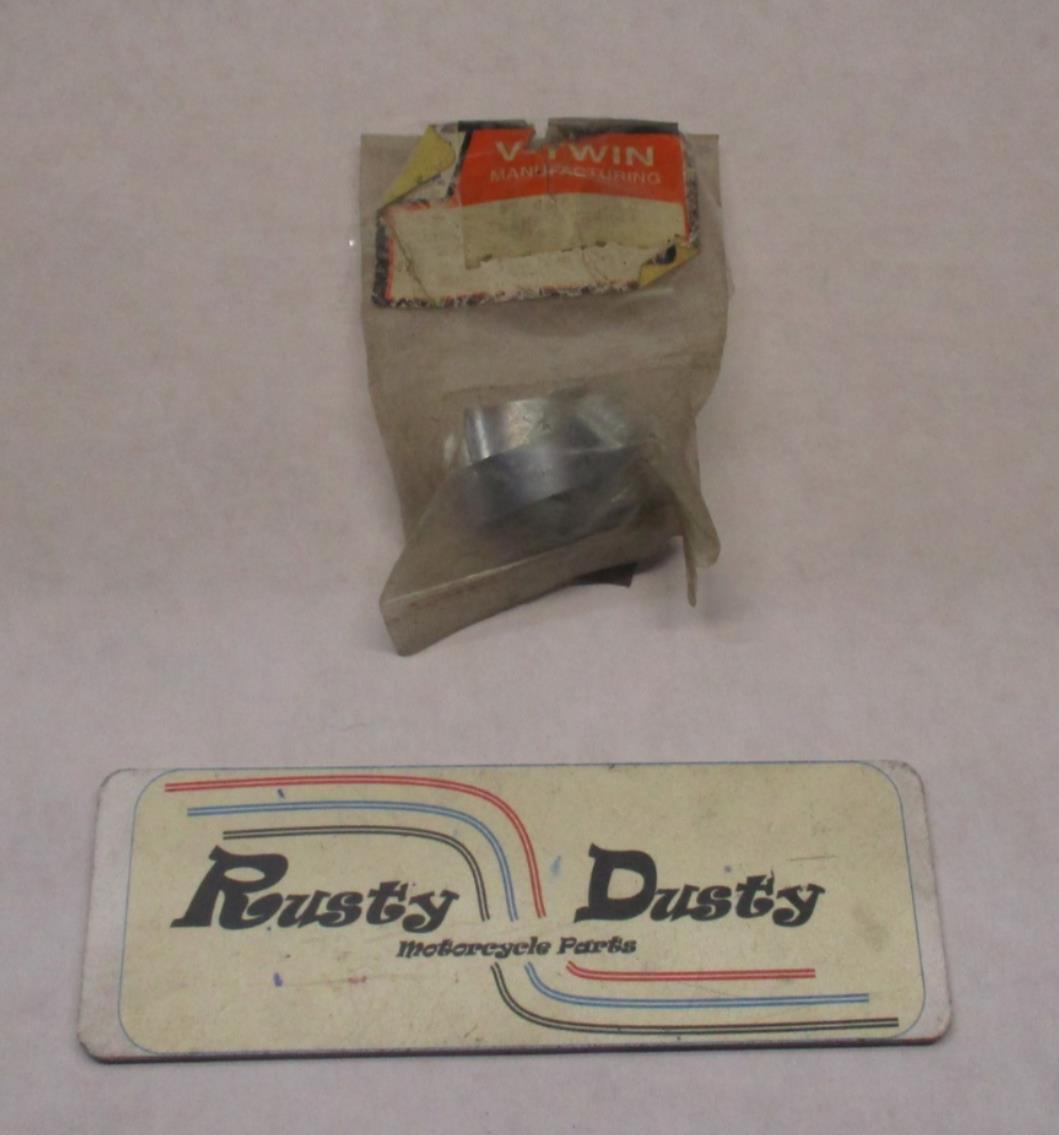 V-TWIN
MANUFACTURING
Rusty Dusty
Motorcycle Parts